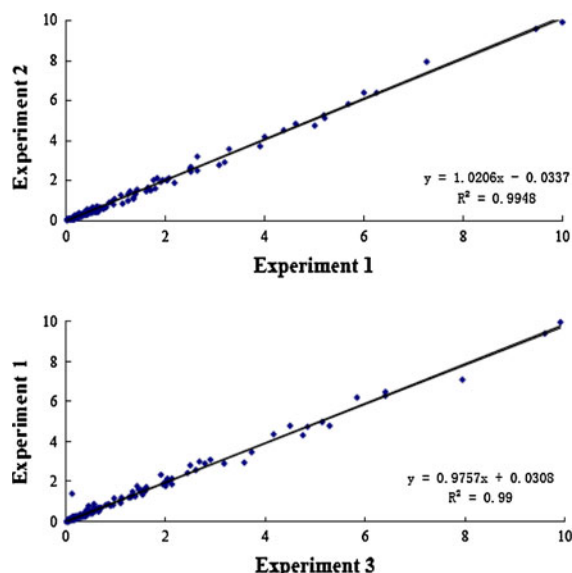 10
8
6
4
2
0
Experiment 2
y = 1.0206x − 0.0337
R² = 0.9948
0 2 4 6 8 10
Experiment 1
10
8
6
4
2
0
Experiment 1
y = 0.9757x + 0.0308
R² = 0.99
0 2 4 6 8 10
Experiment 3